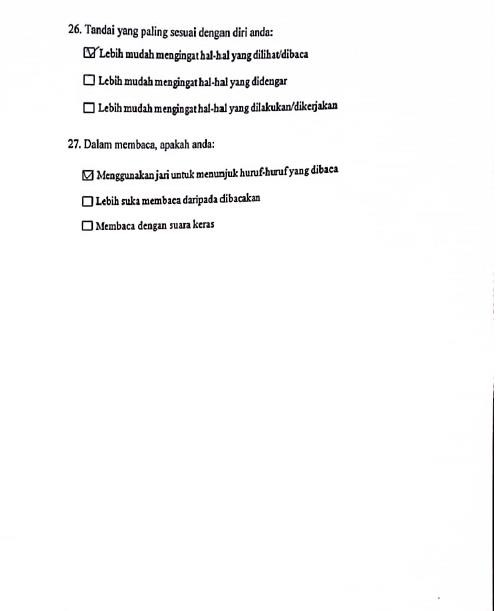 26. Tandai yang paling sesuai dengan diri anda:
☑ Lebih mudah mengingat hal-hal yang dilihat/dibaca
☐ Lebih mudah mengingat hal-hal yang didengar
☐ Lebih mudah mengingat hal-hal yang dilakukan/dikerjakan
27. Dalam membaca, apakah anda:
☑ Menggunakan jari untuk menunjuk huruf-huruf yang dibaca
☐ Lebih suka membaca daripada dibacakan
☐ Membaca dengan suara keras